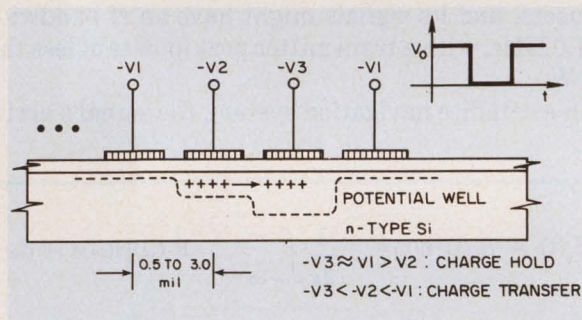 -V1
-V2
-V3
-V1
Vo
t
•••
++++ → ++++
POTENTIAL WELL
n-TYPE Si
0.5 TO 3.0
mil
-V3 ≈ V1 > V2 : CHARGE HOLD
-V3 < -V2 < -V1 : CHARGE TRANSFER